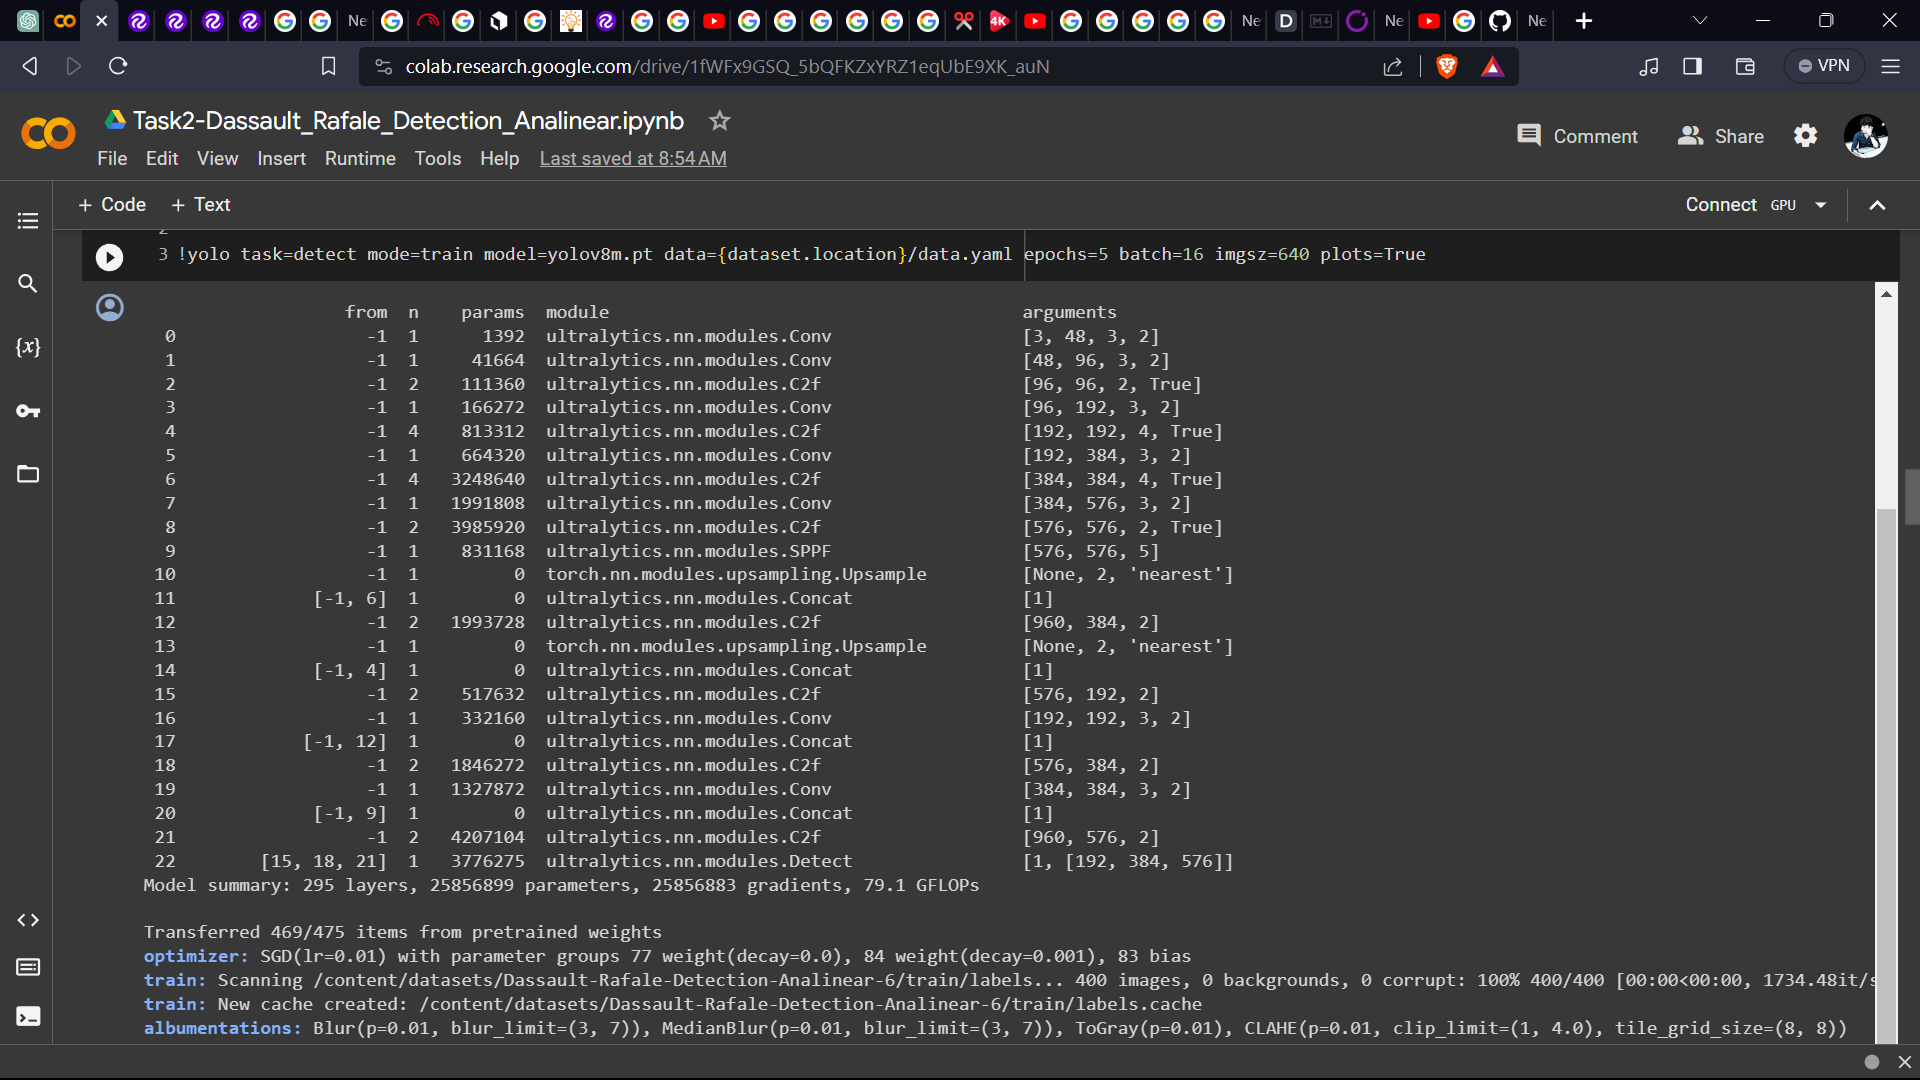 Ne
4K
Ne
D
M
Ne
Ne
colab.research.google.com/drive/1fWFx9GSQ_5bQFKZxYRZ1eqUbE9XK_auN
VPN
CO
Task2-Dassault_Rafale_Detection_Analinear.ipynb
Comment Share
File Edit View Insert Runtime Tools Help Last saved at 8:54 AM
+ Code + Text
Connect GPU
{x}
3 !yolo task=detect mode=train model=yolov8m.pt data={dataset.location}/data.yaml epochs=5 batch=16 imgsz=640 plots=True
from n params module arguments
0 -1 1 1392 ultralytics.nn.modules.Conv [3, 48, 3, 2]
1 -1 1 41664 ultralytics.nn.modules.Conv [48, 96, 3, 2]
2 -1 2 111360 ultralytics.nn.modules.C2f [96, 96, 2, True]
3 -1 1 166272 ultralytics.nn.modules.Conv [96, 192, 3, 2]
4 -1 4 813312 ultralytics.nn.modules.C2f [192, 192, 4, True]
5 -1 1 664320 ultralytics.nn.modules.Conv [192, 384, 3, 2]
6 -1 4 3248640 ultralytics.nn.modules.C2f [384, 384, 4, True]
7 -1 1 1991808 ultralytics.nn.modules.Conv [384, 576, 3, 2]
8 -1 2 3985920 ultralytics.nn.modules.C2f [576, 576, 2, True]
9 -1 1 831168 ultralytics.nn.modules.SPPF [576, 576, 5]
10 -1 1 0 torch.nn.modules.upsampling.Upsample [None, 2, 'nearest']
11 [-1, 6] 1 0 ultralytics.nn.modules.Concat [1]
12 -1 2 1993728 ultralytics.nn.modules.C2f [960, 384, 2]
13 -1 1 0 torch.nn.modules.upsampling.Upsample [None, 2, 'nearest']
14 [-1, 4] 1 0 ultralytics.nn.modules.Concat [1]
15 -1 2 517632 ultralytics.nn.modules.C2f [576, 192, 2]
16 -1 1 332160 ultralytics.nn.modules.Conv [192, 192, 3, 2]
17 [-1, 12] 1 0 ultralytics.nn.modules.Concat [1]
18 -1 2 1846272 ultralytics.nn.modules.C2f [576, 384, 2]
19 -1 1 1327872 ultralytics.nn.modules.Conv [384, 384, 3, 2]
20 [-1, 9] 1 0 ultralytics.nn.modules.Concat [1]
21 -1 2 4207104 ultralytics.nn.modules.C2f [960, 576, 2]
22 [15, 18, 21] 1 3776275 ultralytics.nn.modules.Detect [1, [192, 384, 576]]
Model summary: 295 layers, 25856899 parameters, 25856883 gradients, 79.1 GFLOPs
Transferred 469/475 items from pretrained weights
optimizer: SGD(lr=0.01) with parameter groups 77 weight(decay=0.0), 84 weight(decay=0.001), 83 bias
train: Scanning /content/datasets/Dassault-Rafale-Detection-Analinear-6/train/labels... 400 images, 0 backgrounds, 0 corrupt: 100% 400/400 [00:00<00:00, 1734.48it/s
train: New cache created: /content/datasets/Dassault-Rafale-Detection-Analinear-6/train/labels.cache
albumentations: Blur(p=0.01, blur_limit=(3, 7)), MedianBlur(p=0.01, blur_limit=(3, 7)), ToGray(p=0.01), CLAHE(p=0.01, clip_limit=(1, 4.0), tile_grid_size=(8, 8))